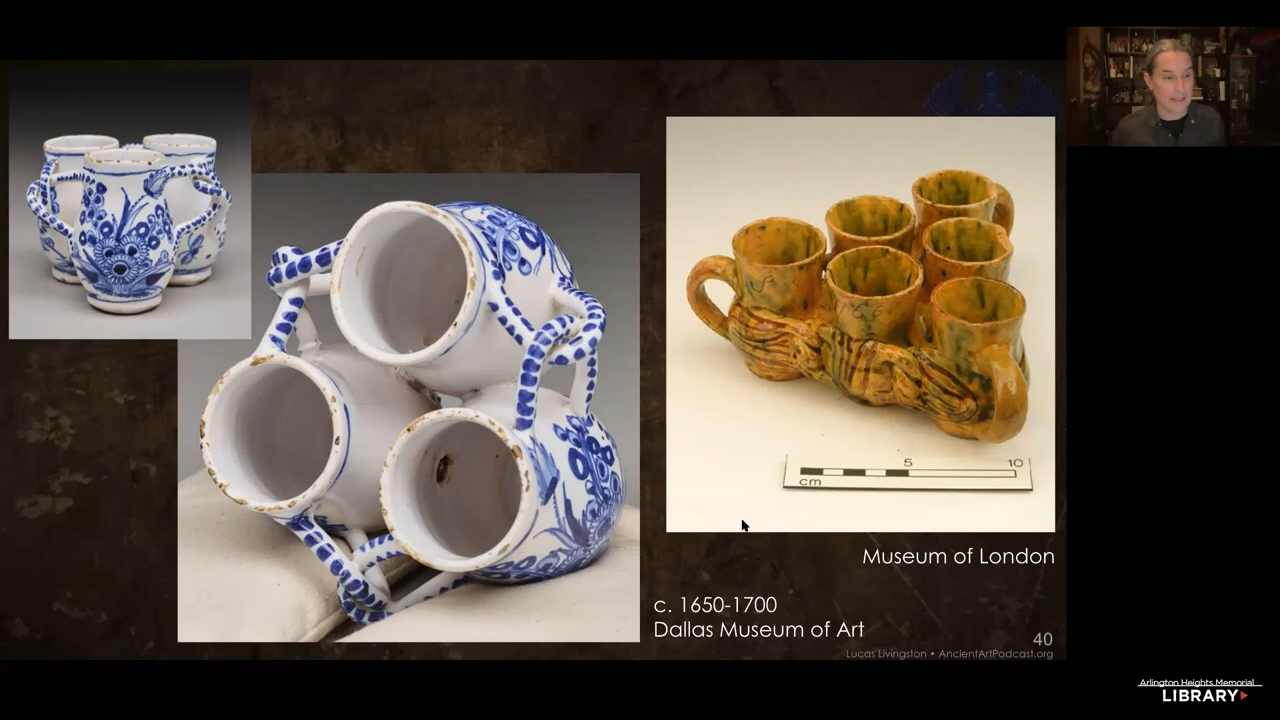 5
10
cm
Museum of London
c. 1650-1700
Dallas Museum of Art
40
Lucas Livingston • AncientArtPodcast.org
Arlington Heights Memorial
LIBRARY